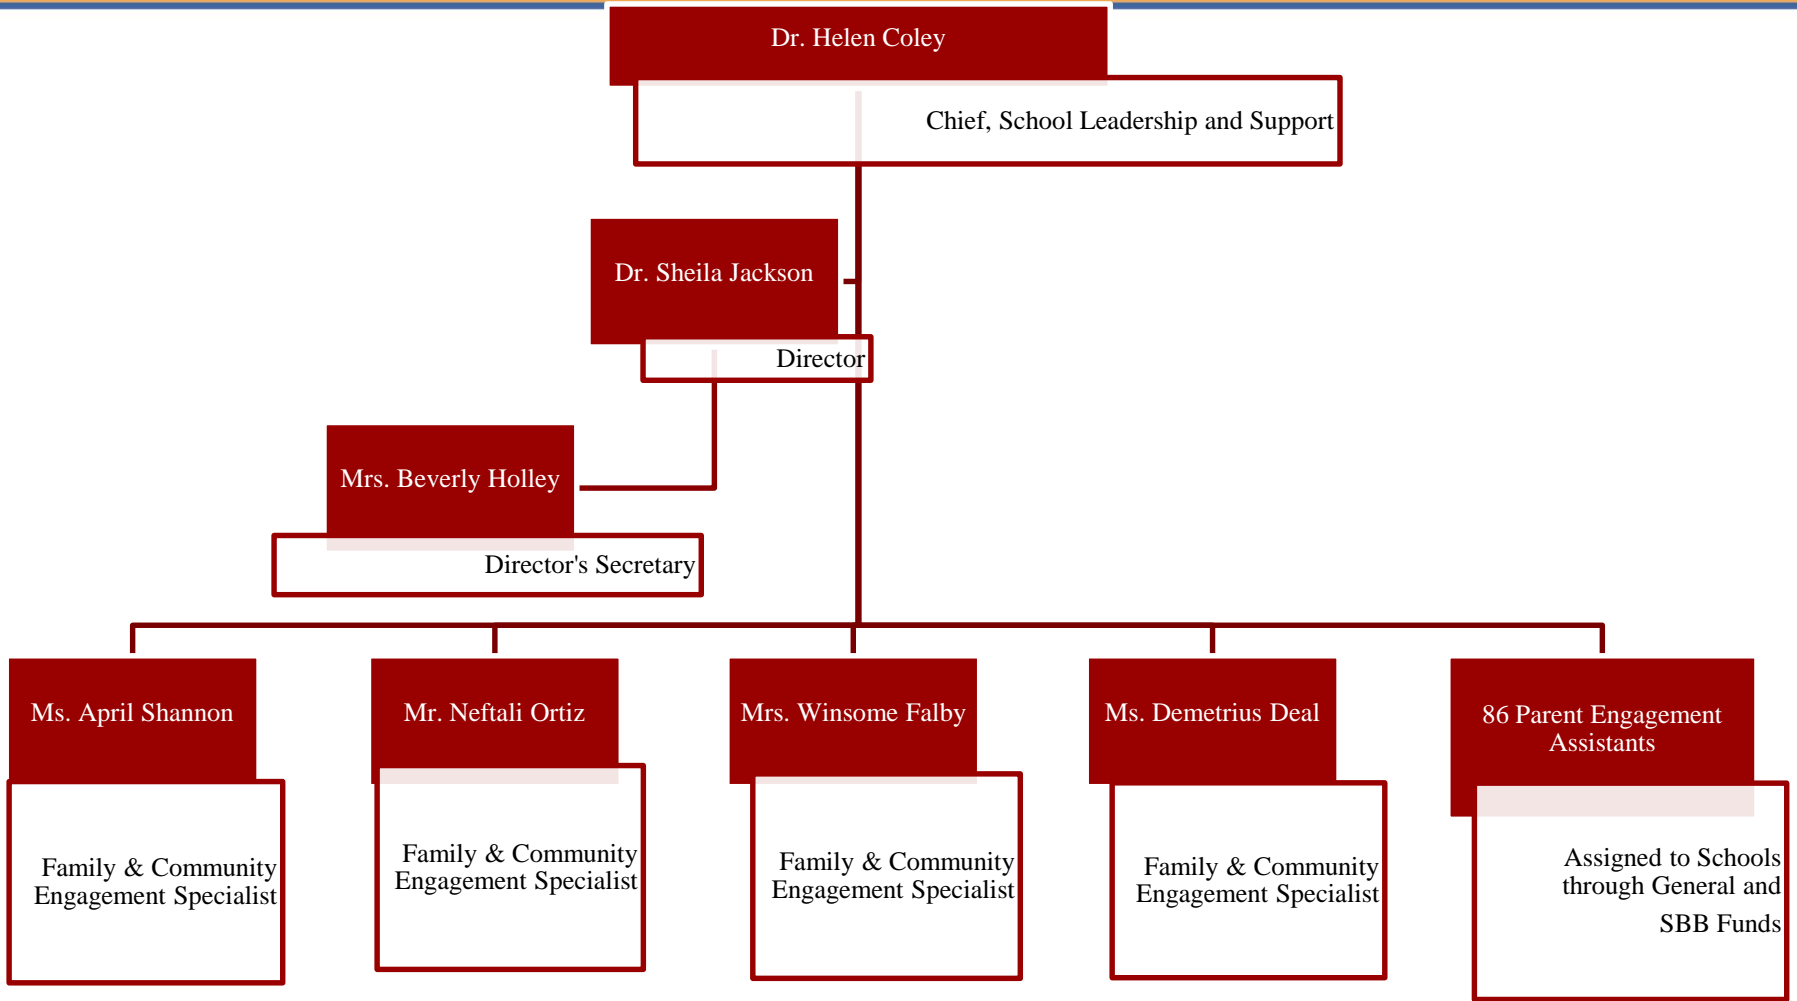 Dr. Helen Coley
Chief, School Leadership and Support
Dr. Sheila Jackson
Director
Mrs. Beverly Holley
Director's Secretary
Ms. April Shannon
Family & Community
Engagement Specialist
Mr. Neftali Ortiz
Family & Community
Engagement Specialist
Mrs. Winsome Falby
Family & Community
Engagement Specialist
Ms. Demetrius Deal
Family & Community
Engagement Specialist
86 Parent Engagement
Assistants
Assigned to Schools
through General and
SBB Funds